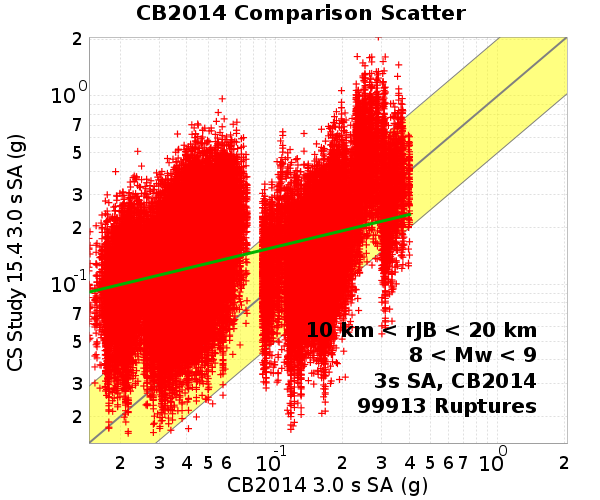 CB2014 Comparison Scatter
CS Study 15.4 3.0 s SA (g)
2
10^0
7
5
3
2
10^-1
7
5
3
2
10 km < rJB < 20 km
8 < Mw < 9
3s SA, CB2014
99913 Ruptures
2 3 4 5 6 10^-1 2 3 4 5 6 7 10^0 2
CB2014 3.0 s SA (g)